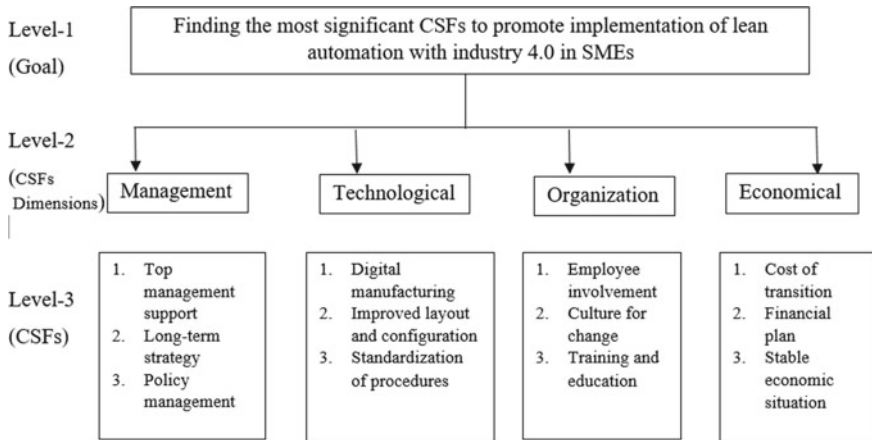 Level-1
(Goal)
Finding the most significant CSFs to promote implementation of lean
automation with industry 4.0 in SMEs
Level-2
(CSFs
Dimensions)
Management
Technological
Organization
Economical
Level-3
(CSFs)
1. Top
management
support
2. Long-term
strategy
3. Policy
management
1. Digital
manufacturing
2. Improved layout
and configuration
3. Standardization
of procedures
1. Employee
involvement
2. Culture for
change
3. Training and
education
1. Cost of
transition
2. Financial
plan
3. Stable
economic
situation